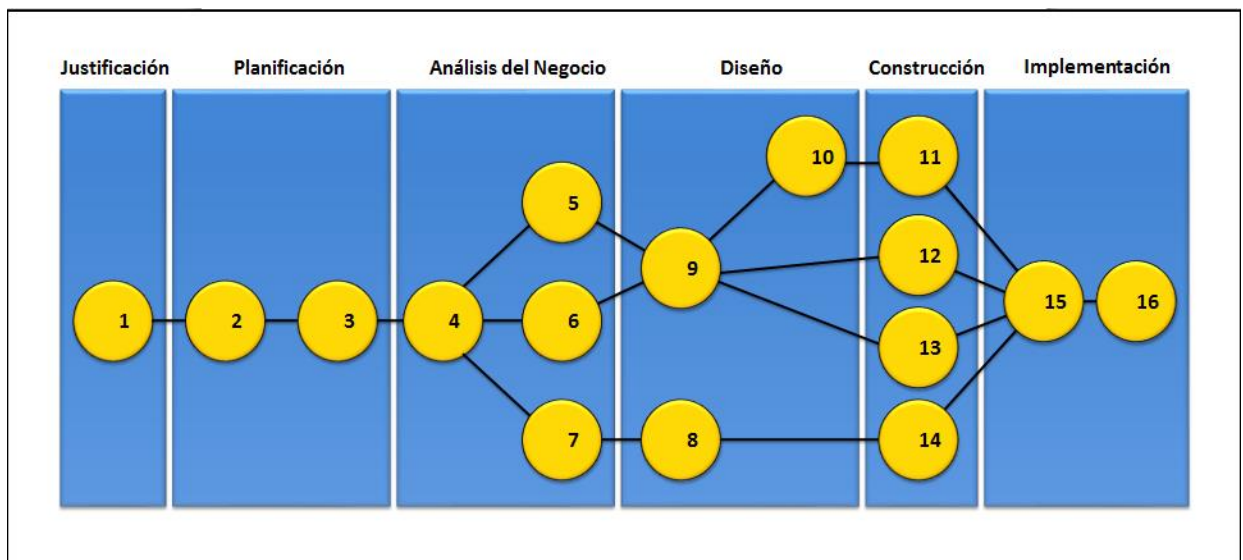 Justificación Planificación Análisis del Negocio Diseño Construcción Implementación
10 11
5
12
9
15 16
1 2 3 4 6
13
7 8 14